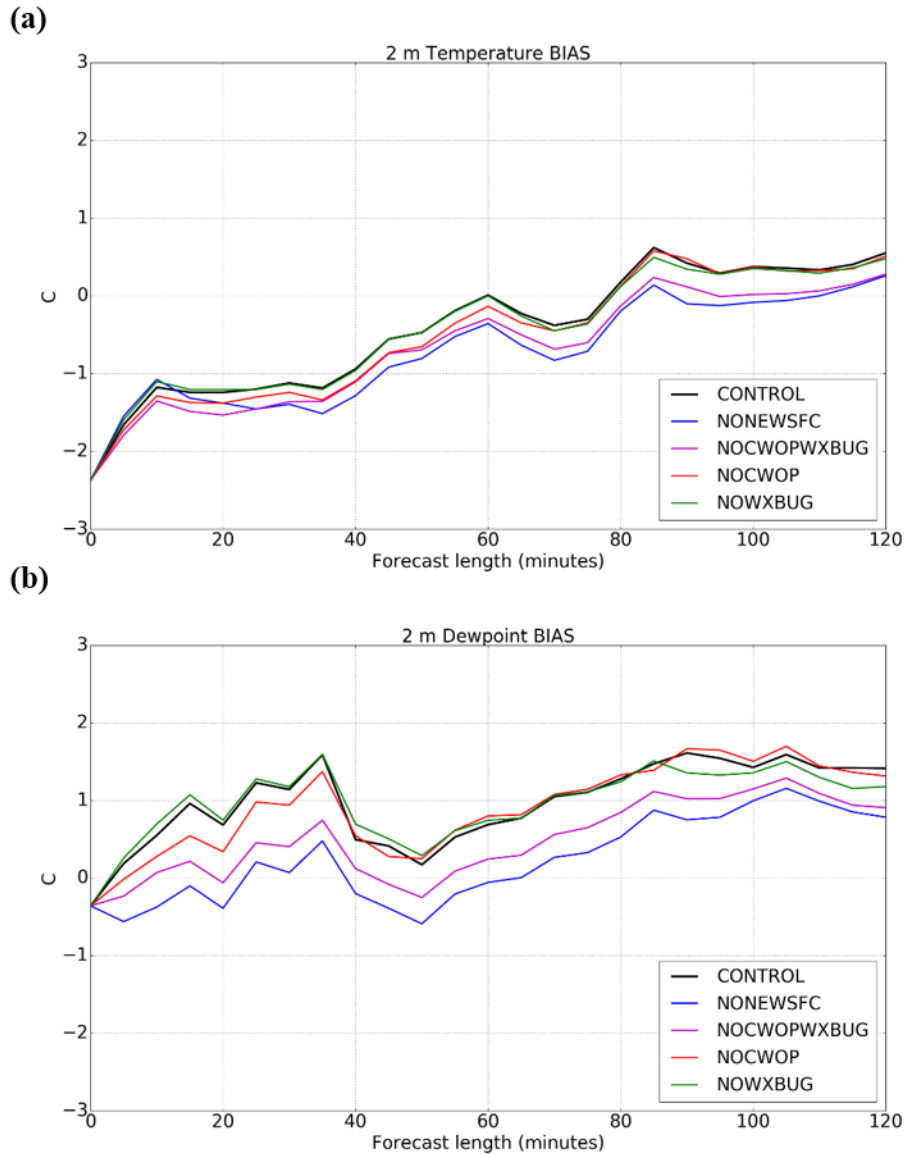 (a)
2 m Temperature BIAS
3
2
1
0
−1
−2
−3
C
0 20 40 60 80 100 120
Forecast length (minutes)
CONTROL
NONEWSFC
NOCWOPWXBUG
NOCWOP
NOWXBUG
(b)
2 m Dewpoint BIAS
3
2
1
0
−1
−2
−3
C
0 20 40 60 80 100 120
Forecast length (minutes)
CONTROL
NONEWSFC
NOCWOPWXBUG
NOCWOP
NOWXBUG